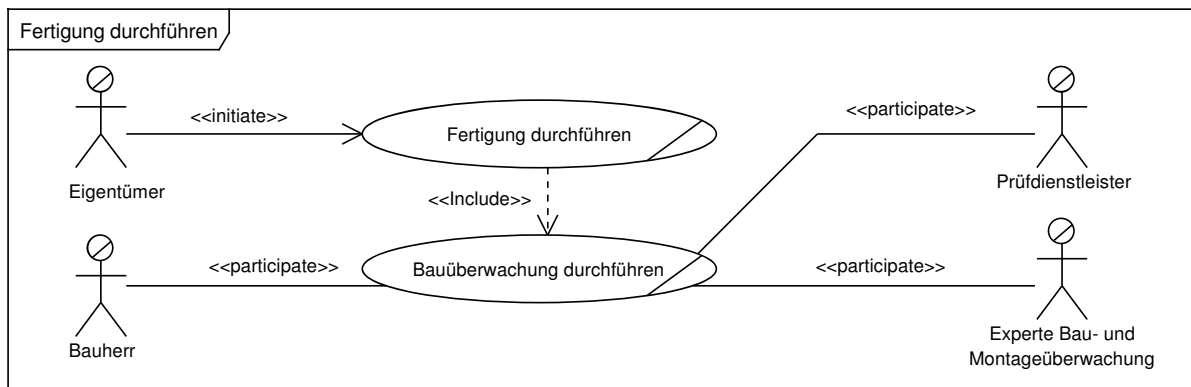 Fertigung durchführen
<<initiate>>
Fertigung durchführen
<<participate>>
Eigentümer
Prüfdienstleister
<<Include>>
<<participate>>
Bauüberwachung durchführen
<<participate>>
Bauherr
Experte Bau- und
Montageüberwachung